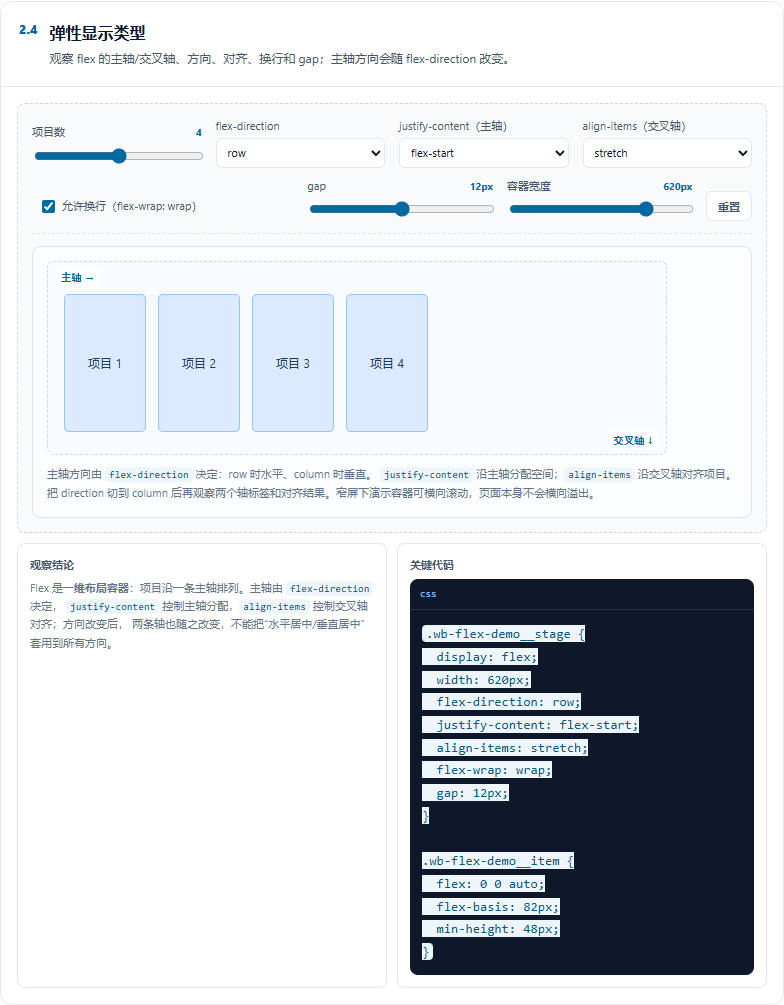 2.4 弹性显示类型
观察 flex 的主轴/交叉轴、方向、对齐、换行和 gap；主轴方向会随 flex-direction 改变。
项目数 4
flex-direction
row
justify-content（主轴）
flex-start
align-items（交叉轴）
stretch
允许换行（flex-wrap: wrap）
gap 12px
容器宽度 620px
重置
主轴 →
项目 1 项目 2 项目 3 项目 4
交叉轴 ↓
主轴方向由 flex-direction 决定：row 时水平、column 时垂直。 justify-content 沿主轴分配空间； align-items 沿交叉轴对齐项目。
把 direction 切到 column 后再观察两个轴标签和对齐结果。窄屏下演示容器可横向滚动，页面本身不会横向溢出。
观察结论
Flex 是一维布局容器：项目沿一条主轴排列。主轴由 flex-direction
决定， justify-content 控制主轴分配，align-items 控制交叉轴
对齐；方向改变后， 两条轴也随之改变，不能把“水平居中/垂直居中”
套用到所有方向。
关键代码
css
.wb-flex-demo__stage {
  display: flex;
  width: 620px;
  flex-direction: row;
  justify-content: flex-start;
  align-items: stretch;
  flex-wrap: wrap;
  gap: 12px;
}
.wb-flex-demo__item {
  flex: 0 0 auto;
  flex-basis: 82px;
  min-height: 48px;
}